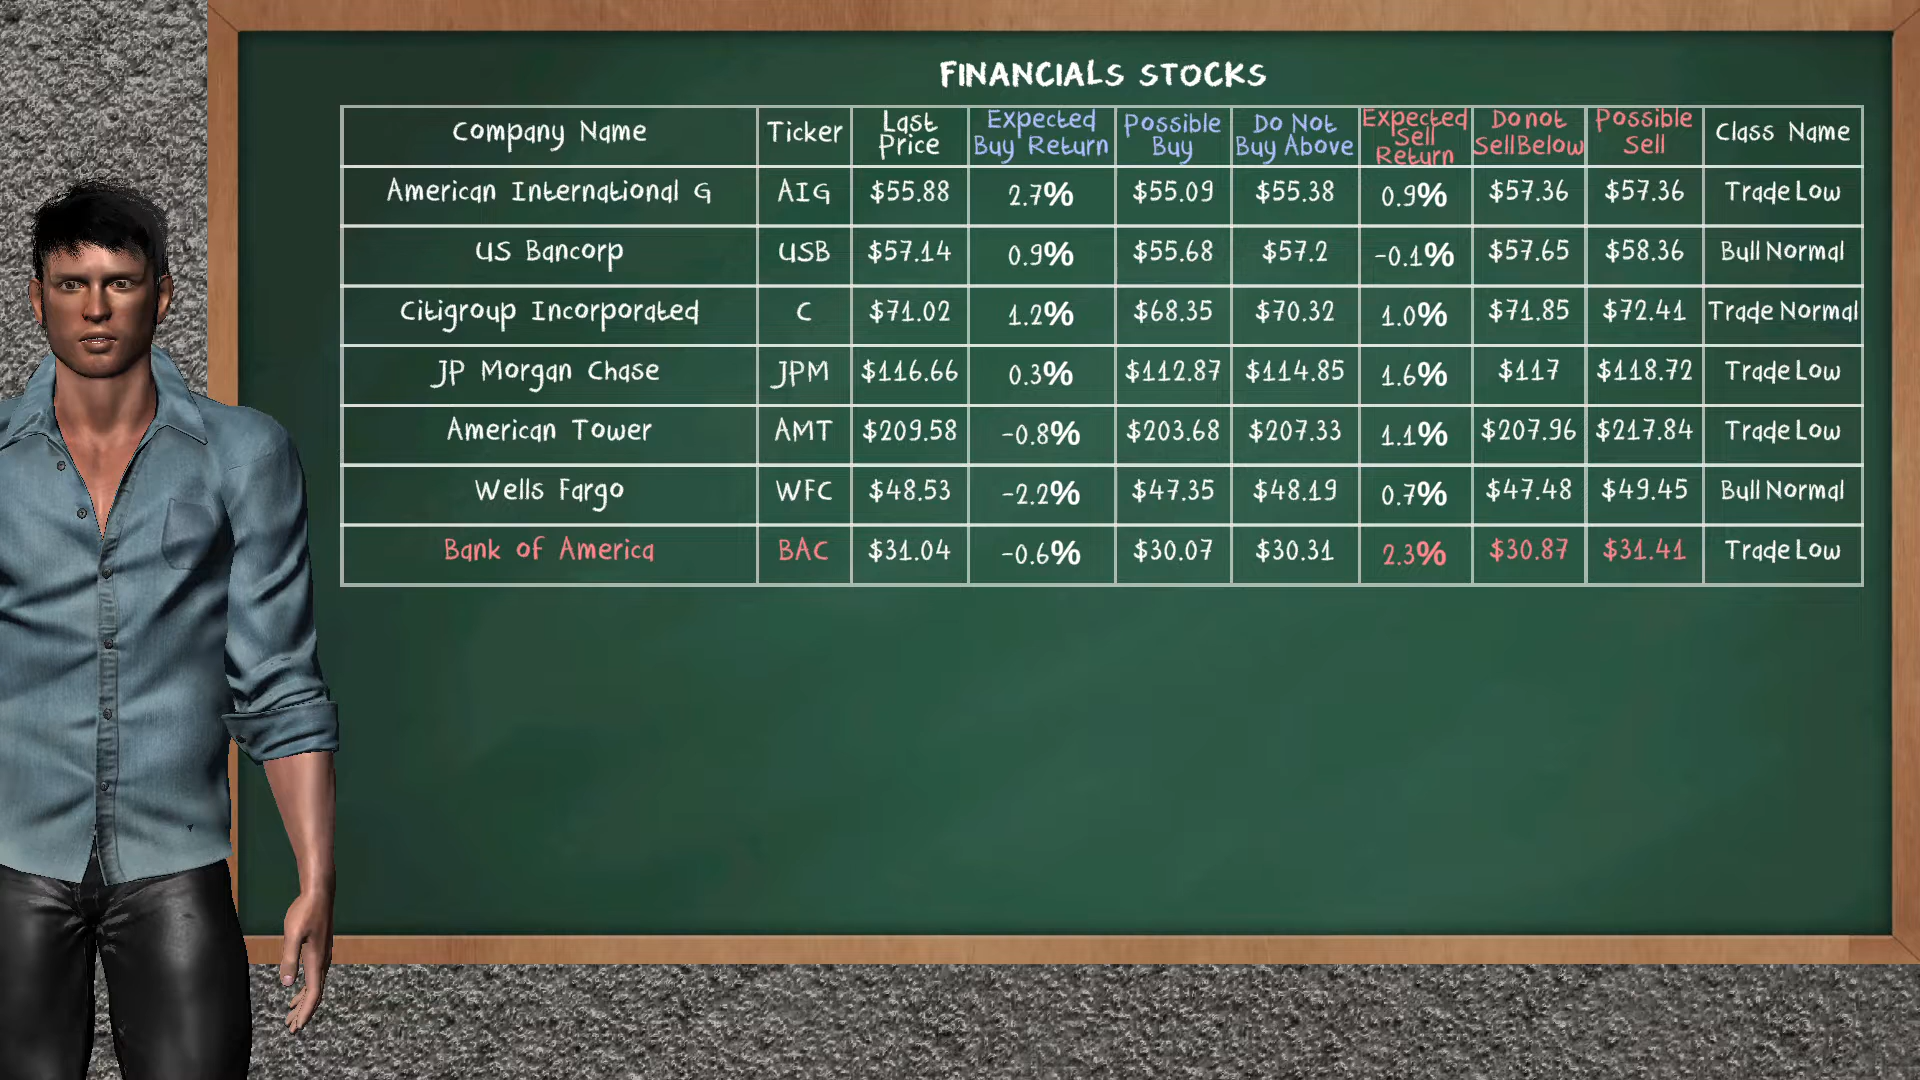 FINANCIALS STOCKS
Company Name Ticker Last Price Expected Buy Return Possible Buy Do Not Buy Above Expected Sell Return Do not Sell Below Possible Sell Class Name
American International G AIG $55.88 2.7% $55.09 $55.38 0.9% $57.36 $57.36 Trade Low
US Bancorp USB $57.14 0.9% $55.68 $57.2 -0.1% $57.65 $58.36 Bull Normal
Citigroup Incorporated C $71.02 1.2% $68.35 $70.32 1.0% $71.85 $72.41 Trade Normal
JP Morgan Chase JPM $116.66 0.3% $112.87 $114.85 1.6% $117 $118.72 Trade Low
American Tower AMT $209.58 -0.8% $203.68 $207.33 1.1% $207.96 $217.84 Trade Low
Wells Fargo WFC $48.53 -2.2% $47.35 $48.19 0.7% $47.48 $49.45 Bull Normal
Bank of America BAC $31.04 -0.6% $30.07 $30.31 2.3% $30.87 $31.41 Trade Low